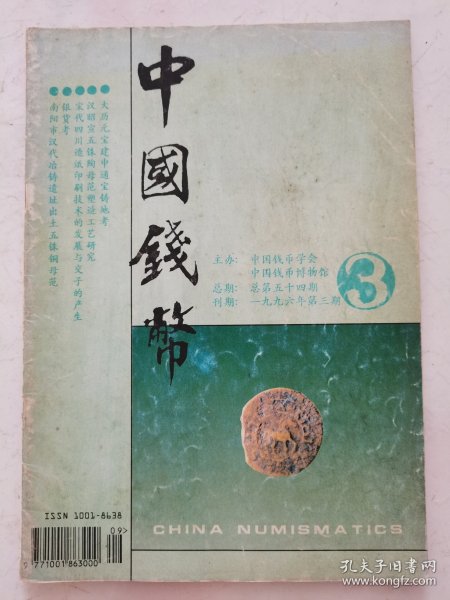 中國錢幣
大历元宝建中通宝铸地考
汉昭宣五铢陶母范塑造工艺研究
宋代四川造纸印刷技术的发展与交子的产生
银货考
南阳市汉代冶铸遗址出土五铢铜母范
主办: 中国钱币学会
中国钱币博物馆
总期: 总第五十四期
刊期: 一九九六年第三期
3
ISSN 1001-8638
09>
9 771001 863000
CHINA NUMISMATICS
孔夫子旧书网
www.kongfz.com